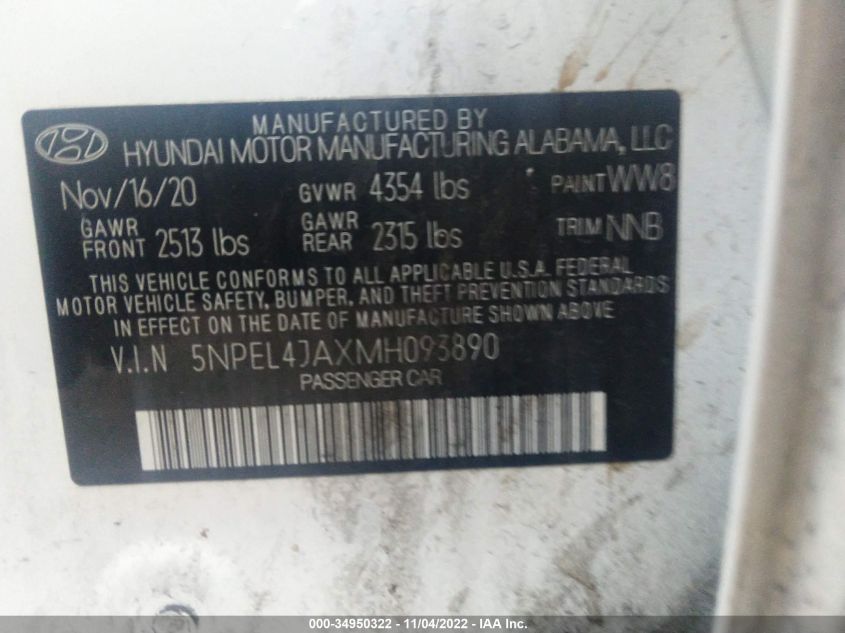 MANUFACTURED BY
HYUNDAI MOTOR MANUFACTURING ALABAMA, LLC
Nov/16/20 GVWR 4354 lbs PAINT WW8
GAWR FRONT 2513 lbs GAWR REAR 2315 lbs TRIM NNB
THIS VEHICLE CONFORMS TO ALL APPLICABLE U.S.A. FEDERAL
MOTOR VEHICLE SAFETY, BUMPER, AND THEFT PREVENTION STANDARDS
IN EFFECT ON THE DATE OF MANUFACTURE SHOWN ABOVE
V.I.N 5NPEL4JAXMH093890
PASSENGER CAR
000-34950322 - 11/04/2022 - IAA Inc.